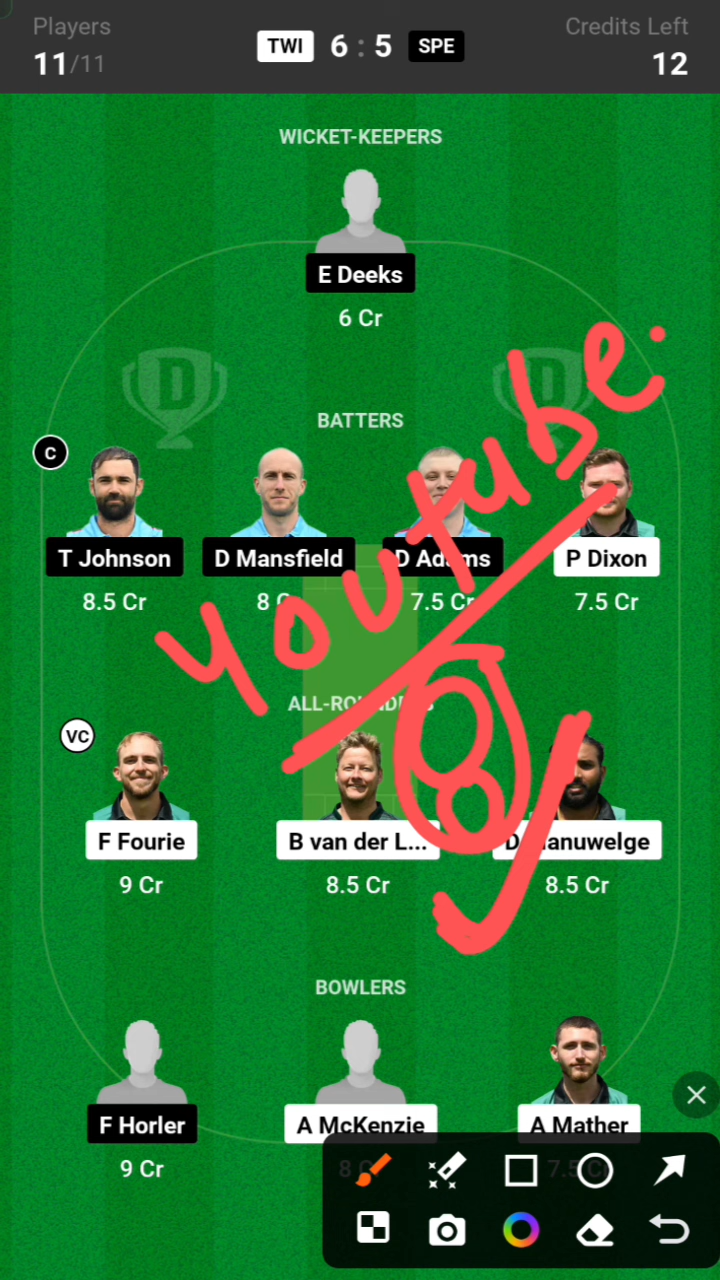 Players
Credits Left
11/11
TWI 6 : 5 SPE
12
WICKET-KEEPERS
E Deeks
6 Cr
BATTERS
C
T Johnson
D Mansfield
D Adams
P Dixon
8.5 Cr
8
7.5 Cr
7.5 Cr
youtube.
VC
F Fourie
B van der L...
9 Cr
8.5 Cr
8.5 Cr
BOWLERS
F Horler
A McKenzie
A Mather
9 Cr